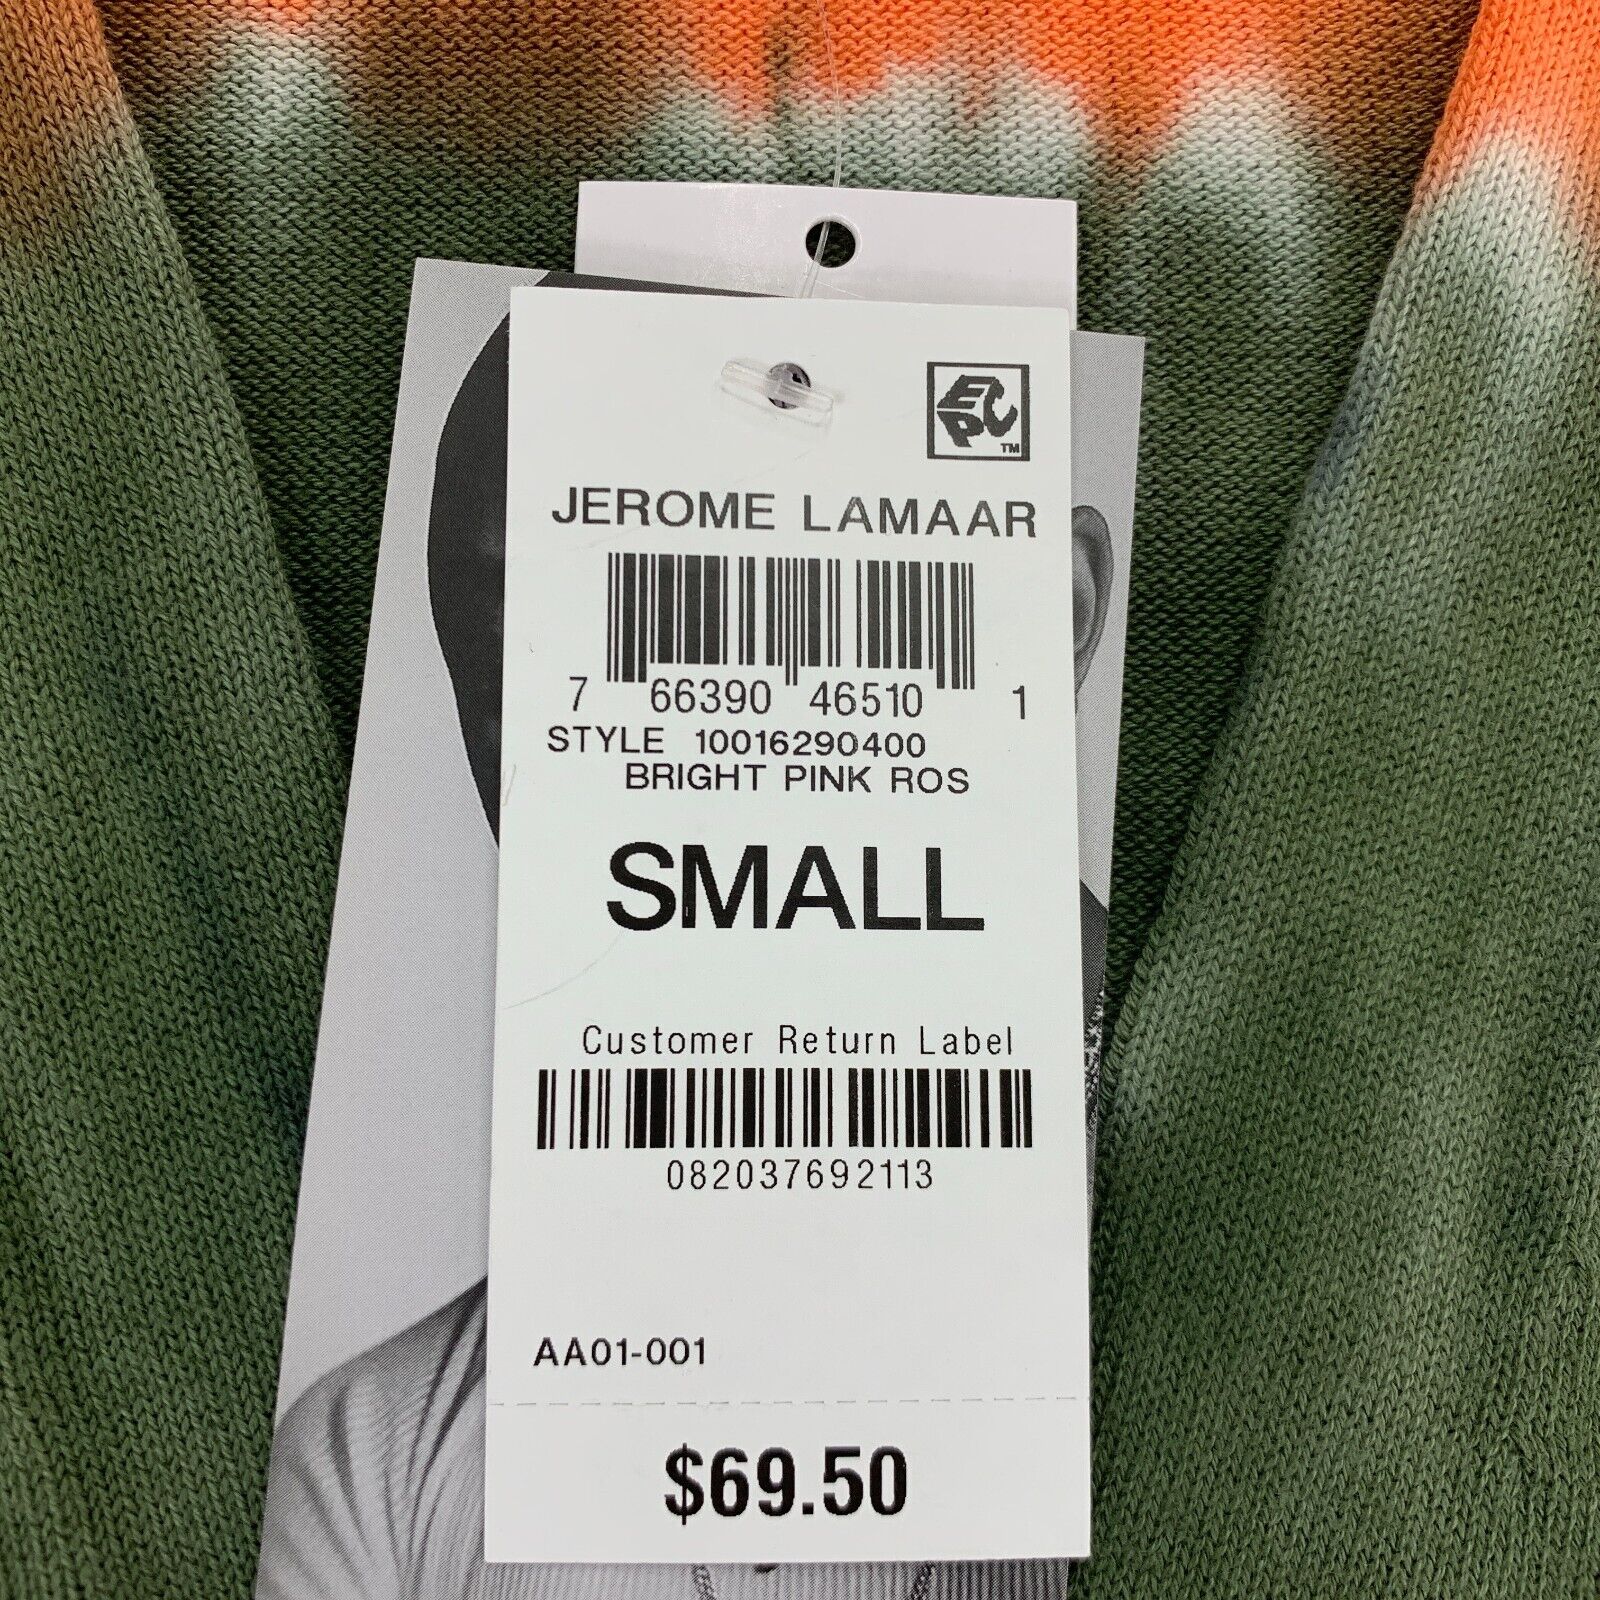 EPC
TM
JEROME LAMAAR
7 66390 46510 1
STYLE 10016290400
BRIGHT PINK ROS
SMALL
Customer Return Label
082037692113
AA01-001
$69.50